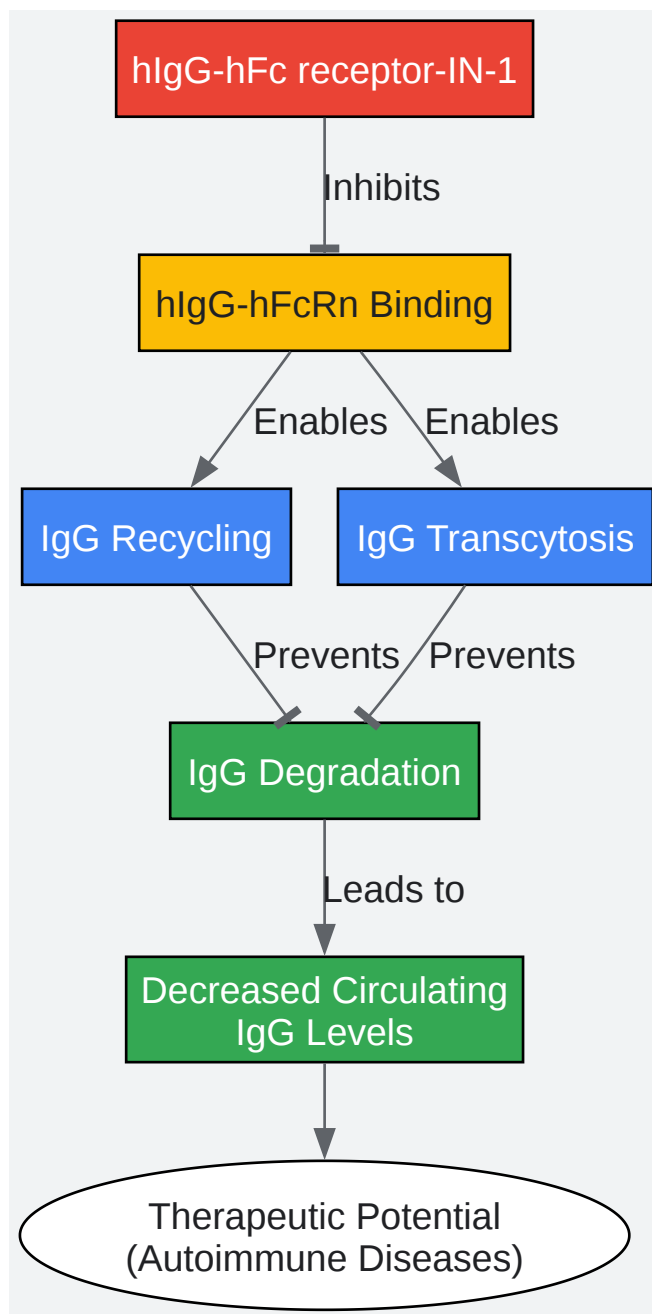 hIgG-hFc receptor-IN-1
Inhibits
hIgG-hFcRn Binding
Enables
Enables
IgG Recycling
IgG Transcytosis
Prevents
Prevents
IgG Degradation
Leads to
Decreased Circulating
IgG Levels
Therapeutic Potential
(Autoimmune Diseases)